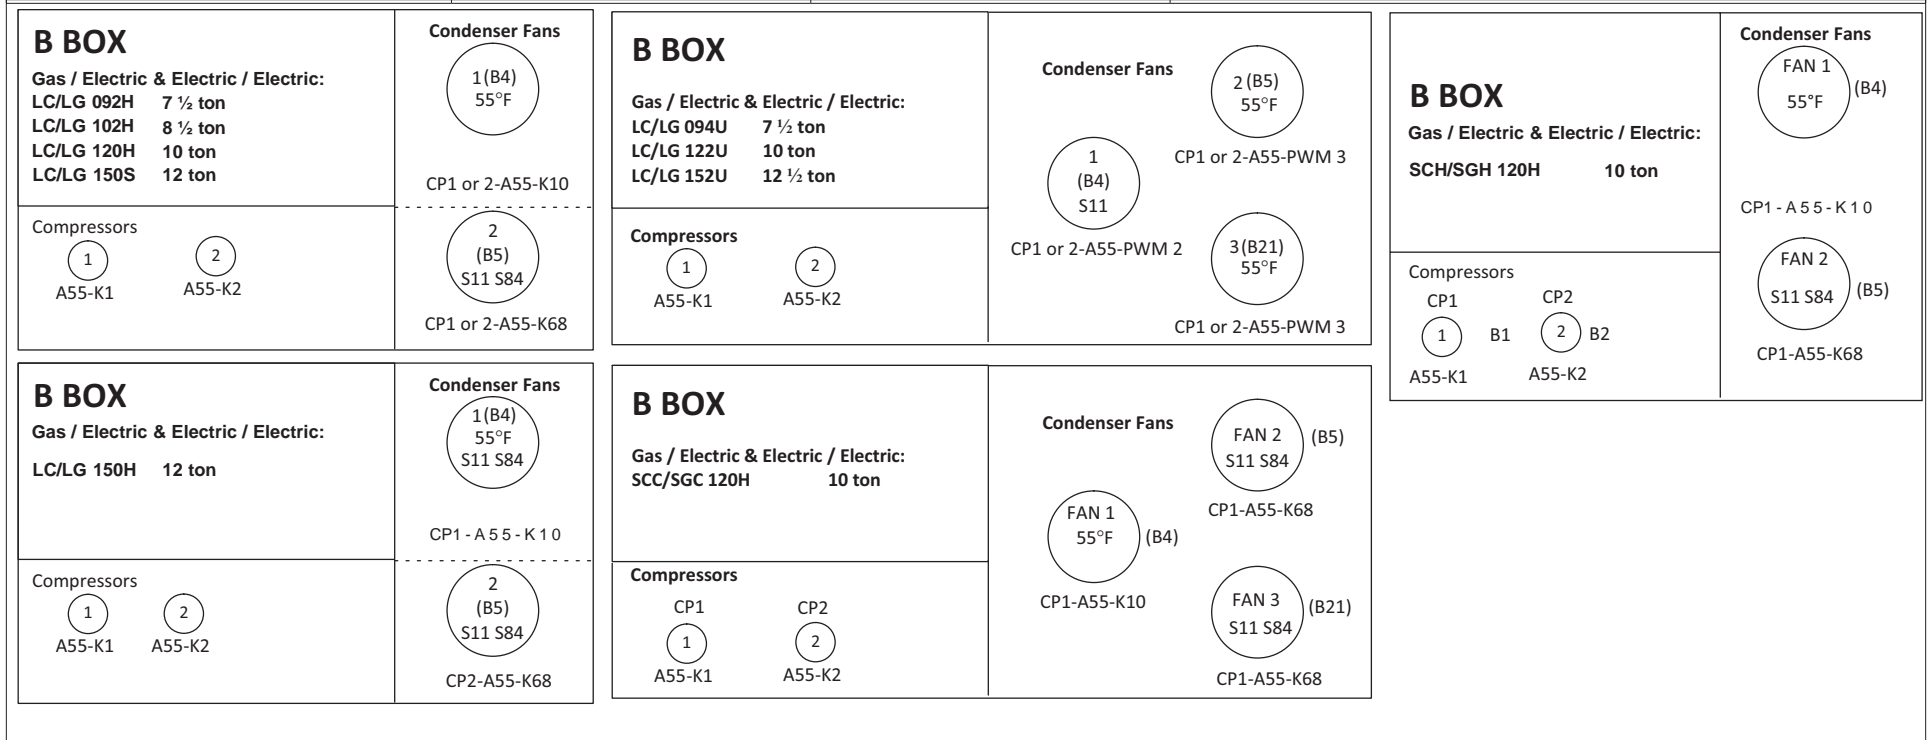 B BOX
Gas / Electric & Electric / Electric:
LC/LG 092H 7 ½ ton
LC/LG 102H 8 ½ ton
LC/LG 120H 10 ton
LC/LG 150S 12 ton
Compressors
1
A55-K1
2
A55-K2
Condenser Fans
1(B4)
55°F
CP1 or 2-A55-K10
2
(B5)
S11 S84
CP1 or 2-A55-K68
B BOX
Gas / Electric & Electric / Electric:
LC/LG 094U 7 ½ ton
LC/LG 122U 10 ton
LC/LG 152U 12 ½ ton
Compressors
1
A55-K1
2
A55-K2
Condenser Fans
2(B5)
55°F
CP1 or 2-A55-PWM 3
1
(B4)
S11
CP1 or 2-A55-PWM 2
3(B21)
55°F
CP1 or 2-A55-PWM 3
B BOX
Gas / Electric & Electric / Electric:
SCH/SGH 120H 10 ton
Compressors
CP1
1 B1
A55-K1
CP2
2 B2
A55-K2
Condenser Fans
FAN 1
55°F
(B4)
CP1-A55-K10
FAN 2
S11 S84
(B5)
CP1-A55-K68
B BOX
Gas / Electric & Electric / Electric:
LC/LG 150H 12 ton
Compressors
1
A55-K1
2
A55-K2
Condenser Fans
1(B4)
55°F
S11 S84
CP1-A55-K10
2
(B5)
S11 S84
CP2-A55-K68
B BOX
Gas / Electric & Electric / Electric:
SCC/SGC 120H 10 ton
Compressors
CP1
1
A55-K1
CP2
2
A55-K2
Condenser Fans
FAN 2
S11 S84
(B5)
CP1-A55-K68
FAN 1
55°F
(B4)
CP1-A55-K10
FAN 3
S11 S84
(B21)
CP1-A55-K68